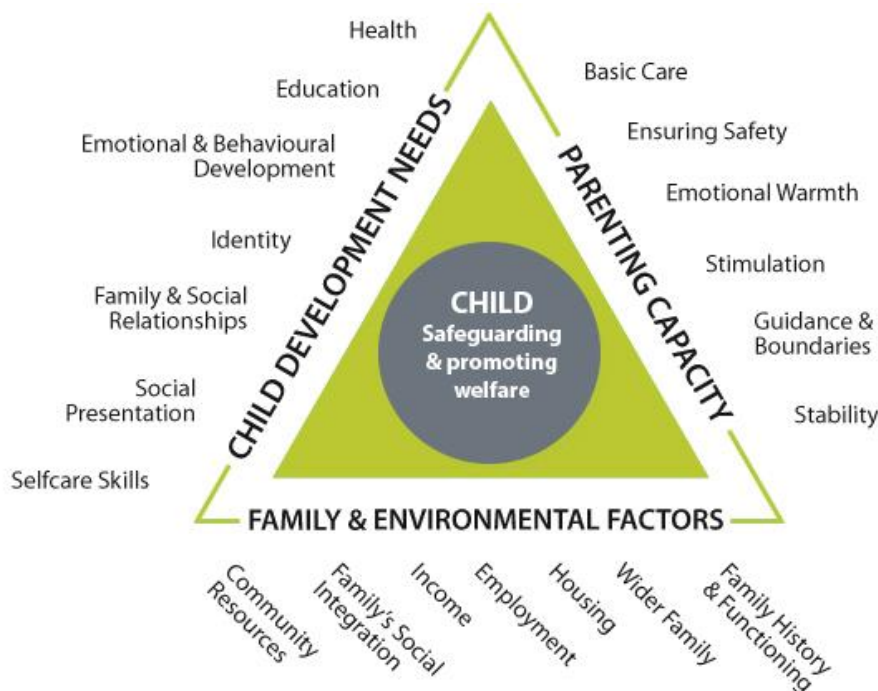 Health
Education
Emotional & Behavioural
Development
Identity
Family & Social
Relationships
Social
Presentation
Selfcare Skills
CHILD DEVELOPMENT NEEDS
CHILD
Safeguarding
& promoting
welfare
PARENTING CAPACITY
Basic Care
Ensuring Safety
Emotional Warmth
Stimulation
Guidance &
Boundaries
Stability
FAMILY & ENVIRONMENTAL FACTORS
Community
Resources
Family's Social
Integration
Income
Employment
Housing
Wider Family
Family History
& Functioning